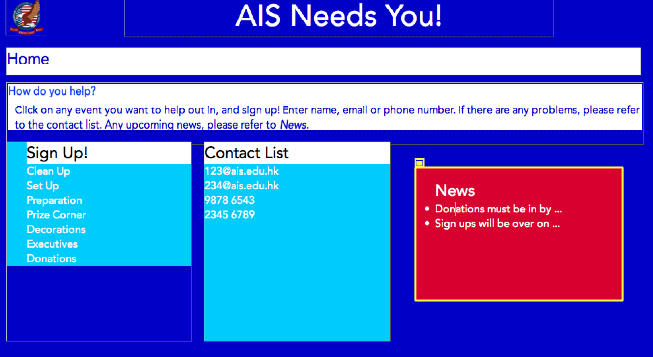 AIS Needs You!
Home
How do you help?
Click on any event you want to help out in, and sign up! Enter name, email or phone number. If there are any problems, please refer
to the contact list. Any upcoming news, please refer to News.
Sign Up!
Clean Up
Set Up
Preparation
Prize Corner
Decorations
Executives
Donations
Contact List
123@ais.edu.hk
234@ais.edu.hk
9878 6543
2345 6789
News
• Donations must be in by ...
• Sign ups will be over on ...